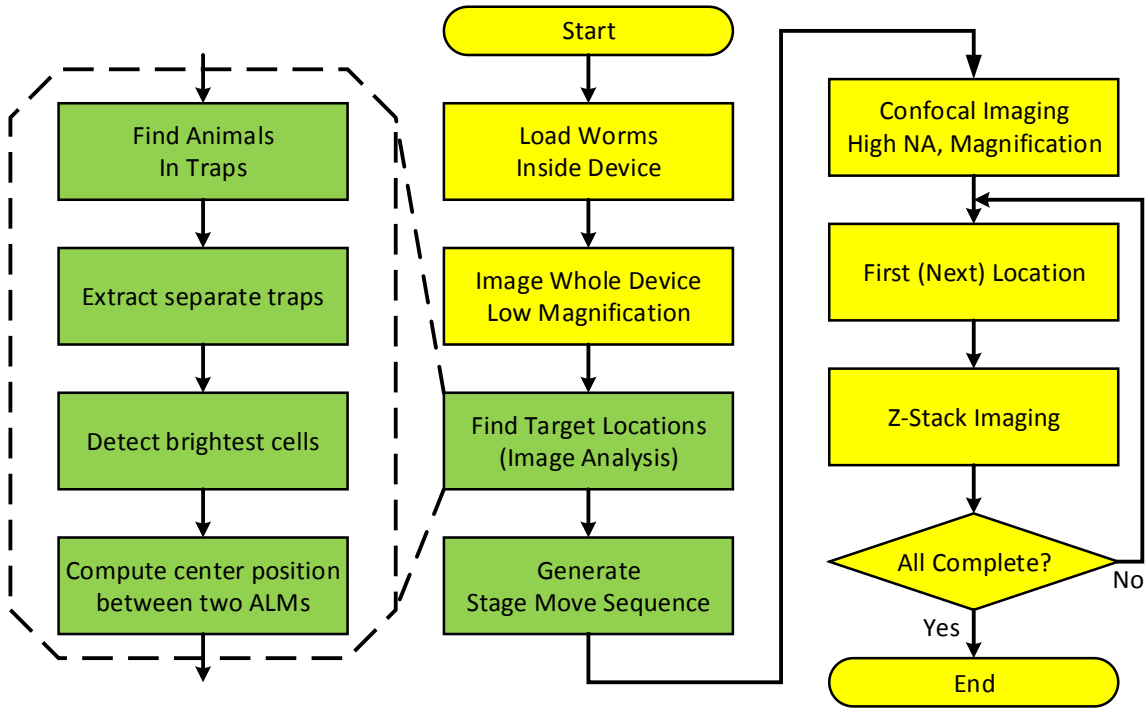 Find Animals
In Traps
Extract separate traps
Detect brightest cells
Compute center position
between two ALMs
Start
Load Worms
Inside Device
Image Whole Device
Low Magnification
Find Target Locations
(Image Analysis)
Generate
Stage Move Sequence
Confocal Imaging
High NA, Magnification
First (Next) Location
Z-Stack Imaging
All Complete?
No
Yes
End